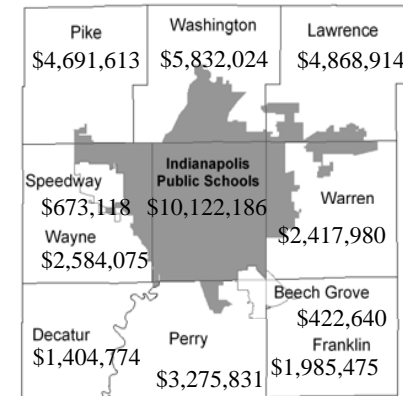 Pike
$4,691,613
Washington
$5,832,024
Lawrence
$4,868,914
Indianapolis
Public Schools
$10,122,186
Speedway
$673,118
Wayne
$2,584,075
Warren
$2,417,980
Beech Grove
$422,640
Decatur
$1,404,774
Perry
$3,275,831
Franklin
$1,985,475